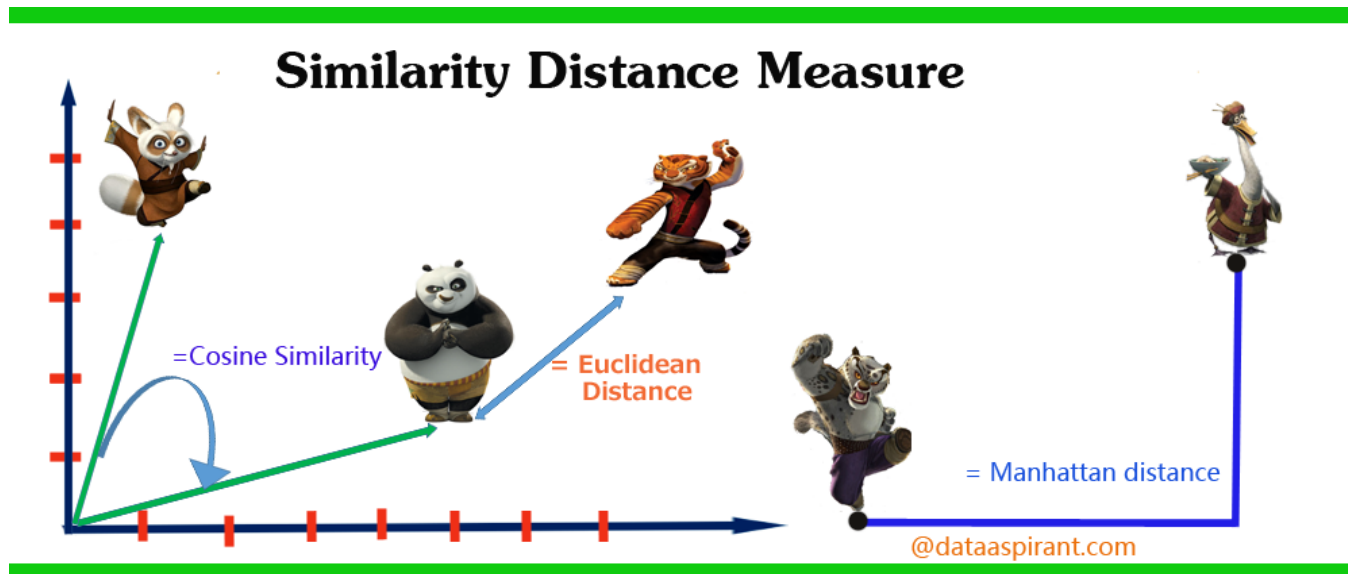 Similarity Distance Measure
=Cosine Similarity
= Euclidean
Distance
= Manhattan distance
@dataaspirant.com